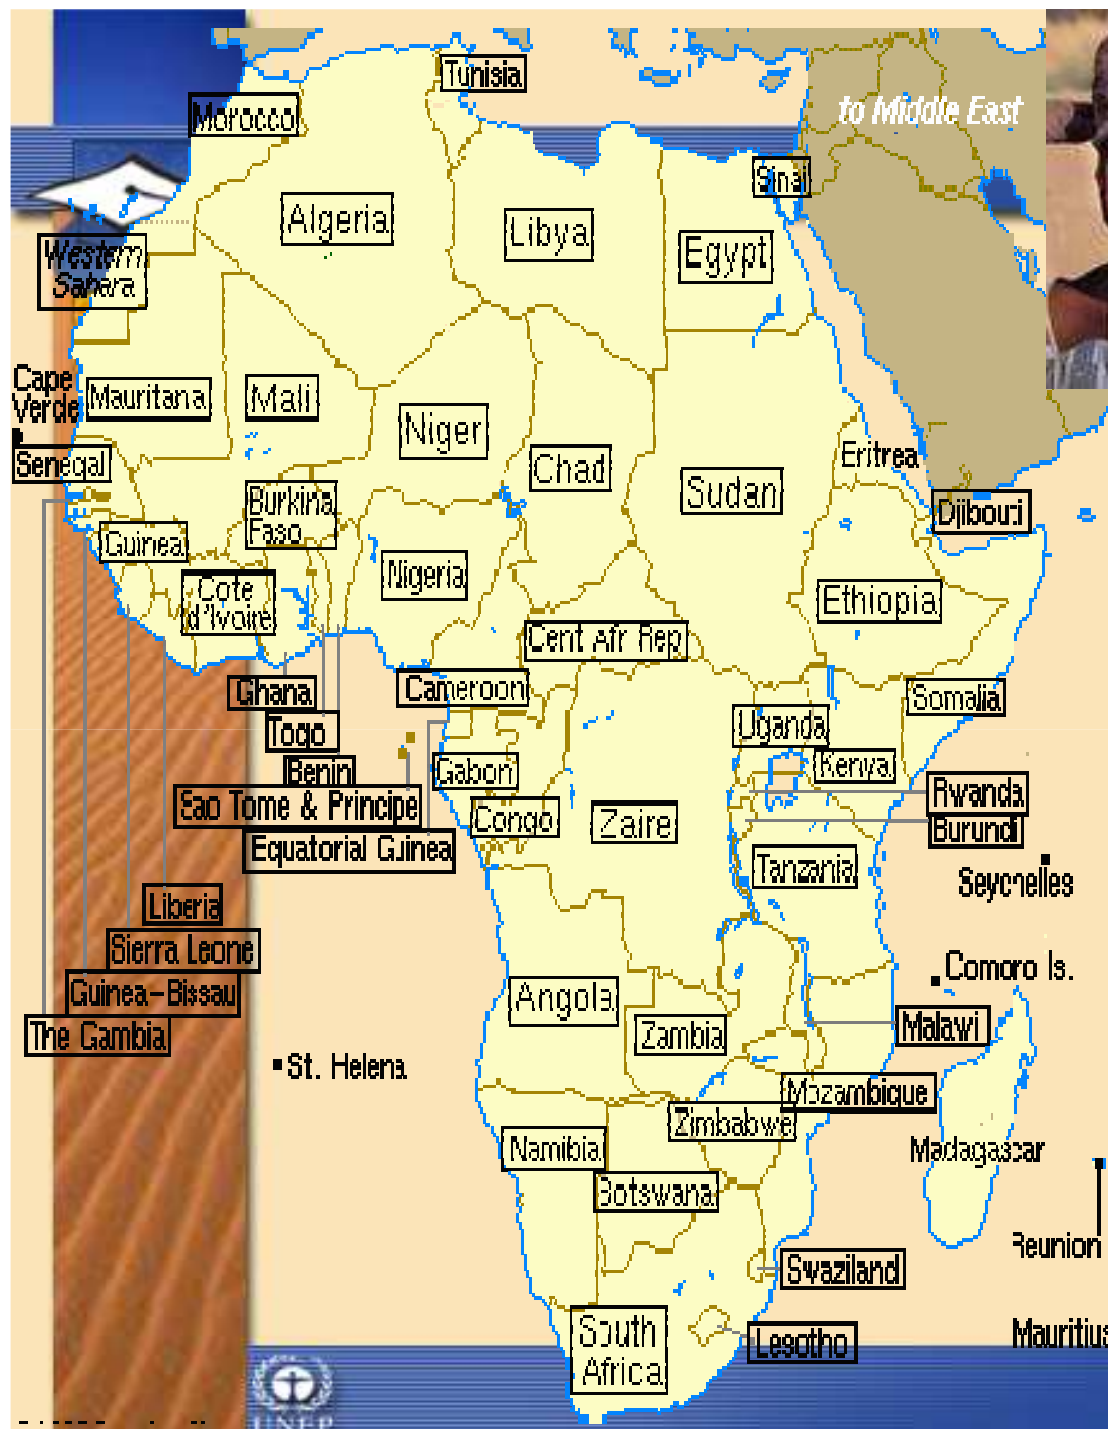 Tunisia
to Middle East
Morocco
Sinai
Algeria
Libya
Egypt
Western
Sahara
Cape
Verde
Mauritana
Mali
Niger
Chad
Eritrea
Senegal
Sudan
Djibouti
Burkina
Faso
Guinea
Nigeria
Cote
d'Ivoire
Ethiopia
Cent Afr Rep
Ghana
Cameroon
Somalia
Togo
Uganda
Benin
Gabon
Kenya
Sao Tome & Principe
Congo
Zaire
Rwanda
Burundi
Equatorial Guinea
Tanzania
Seychelles
Liberia
Sierra Leone
Comoro Is.
Guinea-Bissau
Angola
The Gambia
Zambia
Malawi
St. Helena
Mozambique
Zimbabwe
Namibia
Madagascar
Botswana
Reunion
Swaziland
South
Africa
Lesotho
Mauritius
UNEP